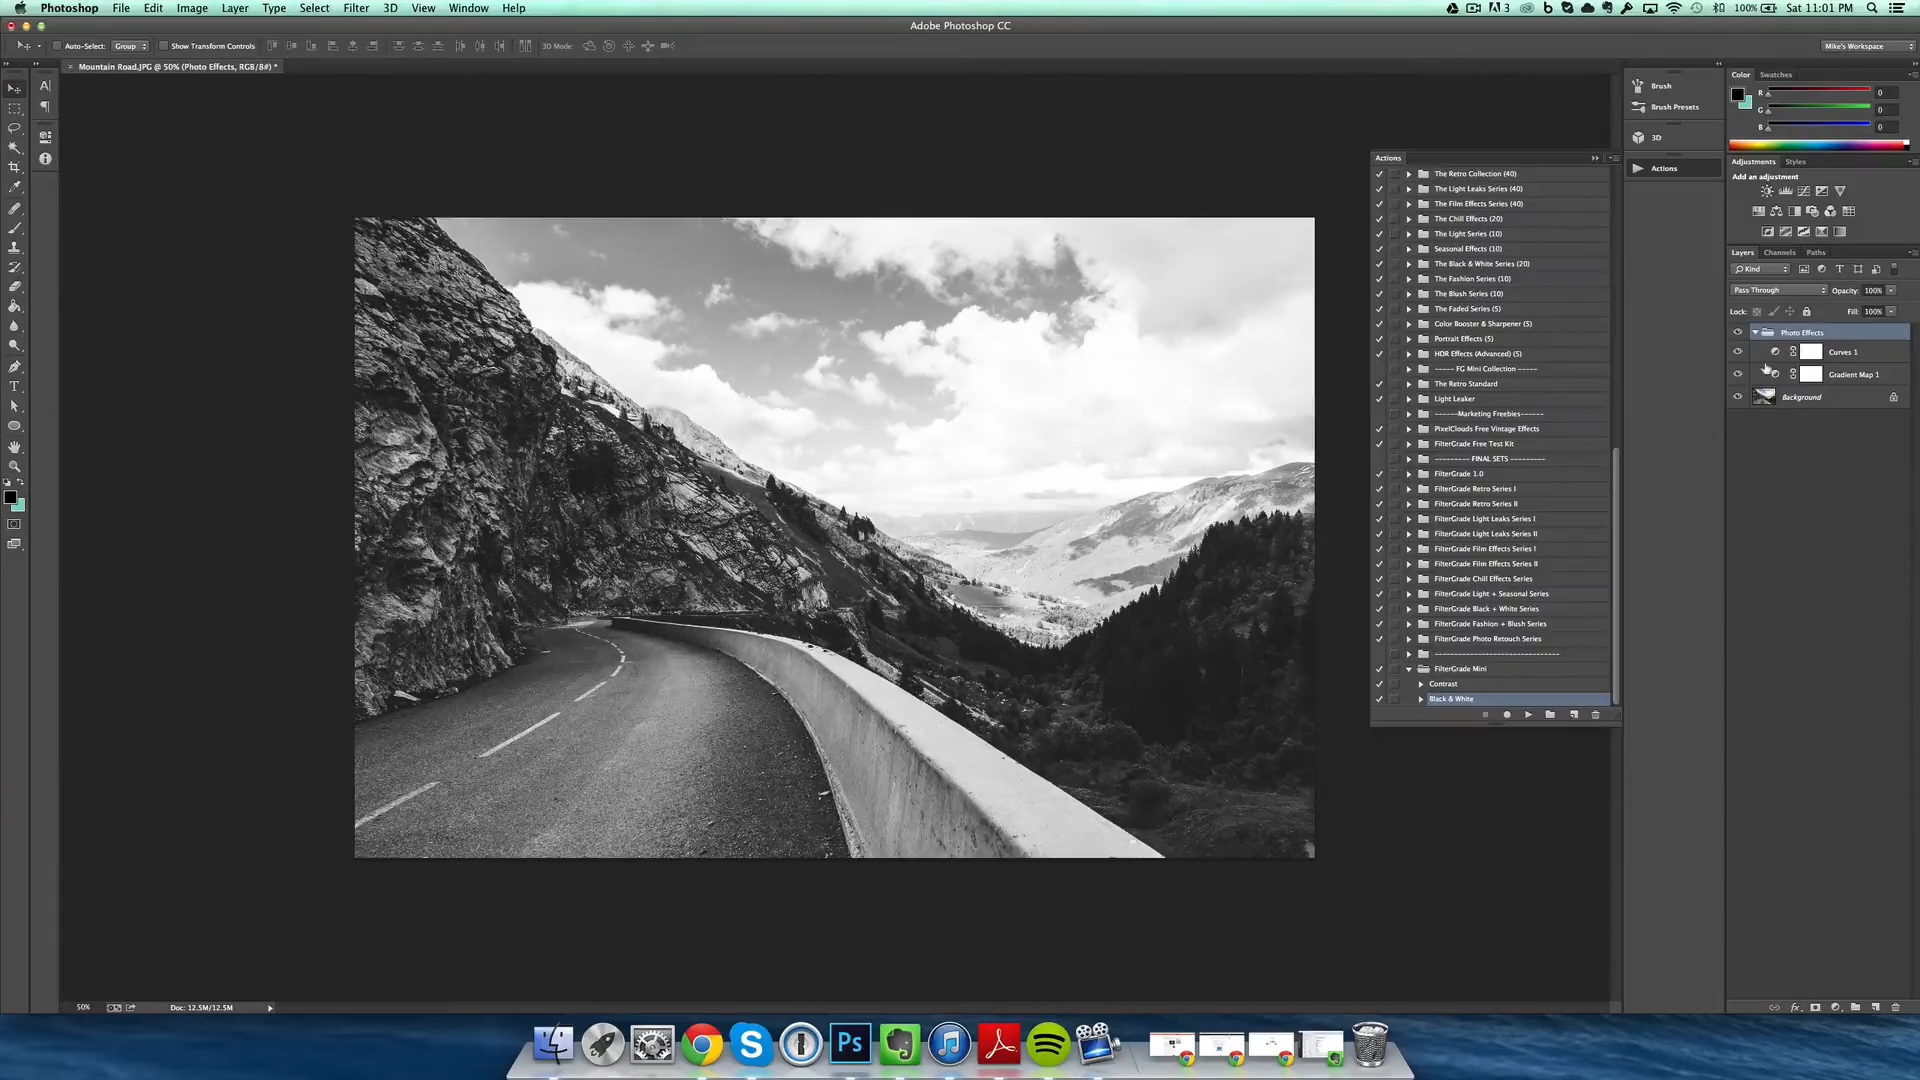 Photoshop File Edit Image Layer Type Select Filter 3D View Window Help
3 100% Sat 11:01 PM
Adobe Photoshop CC
Auto-Select: Group Show Transform Controls 3D Mode: Mike's Workspace
Mountain Road.JPG @ 50% (Photo Effects, RGB/8#) *
Actions
The Retro Collection (40)
The Light Leaks Series (40)
The Film Effects Series (40)
The Chill Effects (20)
The Light Series (10)
Seasonal Effects (10)
The Black & White Series (20)
The Fashion Series (10)
The Blush Series (10)
The Faded Series (5)
Color Booster & Sharpener (5)
Portrait Effects (5)
HDR Effects (Advanced) (5)
----- FG Mini Collection -----
The Retro Standard
Light Leaker
------Marketing Freebies------
PixelClouds Free Vintage Effects
FilterGrade Free Test Kit
--------- FINAL SETS ---------
FilterGrade 1.0
FilterGrade Retro Series I
FilterGrade Retro Series II
FilterGrade Light Leaks Series I
FilterGrade Light Leaks Series II
FilterGrade Film Effects Series I
FilterGrade Film Effects Series II
FilterGrade Chill Effects Series
FilterGrade Light + Seasonal Series
FilterGrade Black + White Series
FilterGrade Fashion + Blush Series
FilterGrade Photo Retouch Series
--------------------------------
FilterGrade Mini
Contrast
Black & White
Brush
Brush Presets
3D
Actions
Color Swatches
R 0
G 0
B 0
Adjustments Styles
Add an adjustment
Layers Channels Paths
Kind
Pass Through Opacity: 100%
Lock: Fill: 100%
Photo Effects
Curves 1
Gradient Map 1
Background
50% Doc: 12.5M/12.5M
Ps